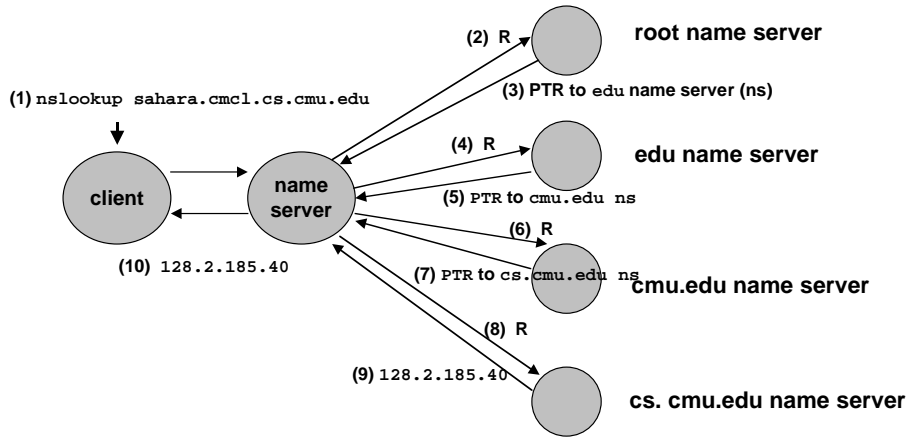 (2) R
root name server
(3) PTR to edu name server (ns)
(1) nslookup sahara.cmcl.cs.cmu.edu
(4) R
edu name server
client
name
server
(5) PTR to cmu.edu ns
(6) R
(10) 128.2.185.40
(7) PTR to cs.cmu.edu ns
cmu.edu name server
(8) R
(9) 128.2.185.40
cs. cmu.edu name server